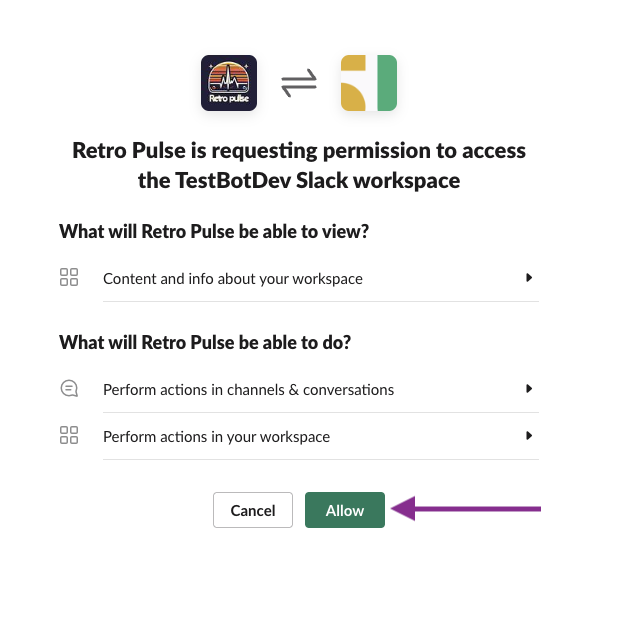 Retro pulse
Retro Pulse is requesting permission to access
the TestBotDev Slack workspace
What will Retro Pulse be able to view?
Content and info about your workspace
What will Retro Pulse be able to do?
Perform actions in channels & conversations
Perform actions in your workspace
Cancel Allow